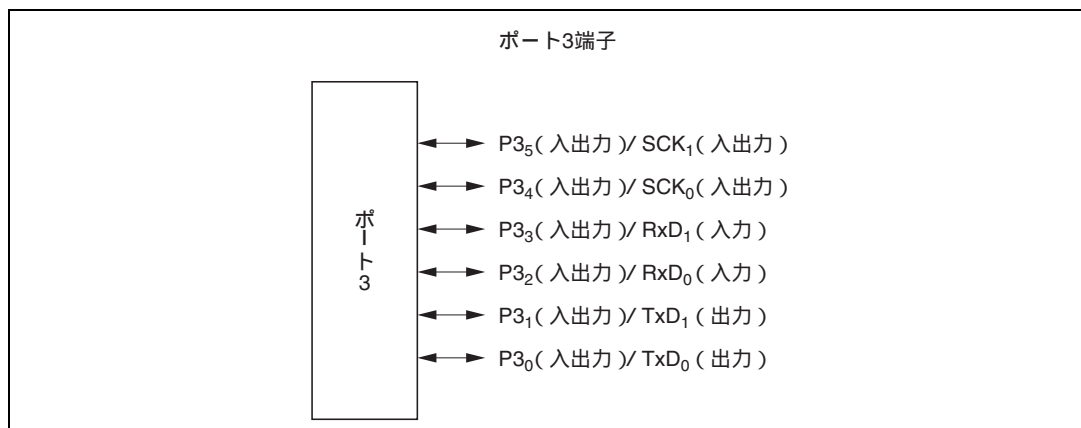 ポート3端子
ポート3
P3₅( 入出力 )/ SCK₁( 入出力 )
P3₄( 入出力 )/ SCK₀( 入出力 )
P3₃( 入出力 )/ RxD₁( 入力 )
P3₂( 入出力 )/ RxD₀( 入力 )
P3₁( 入出力 )/ TxD₁( 出力 )
P3₀( 入出力 )/ TxD₀ ( 出力 )